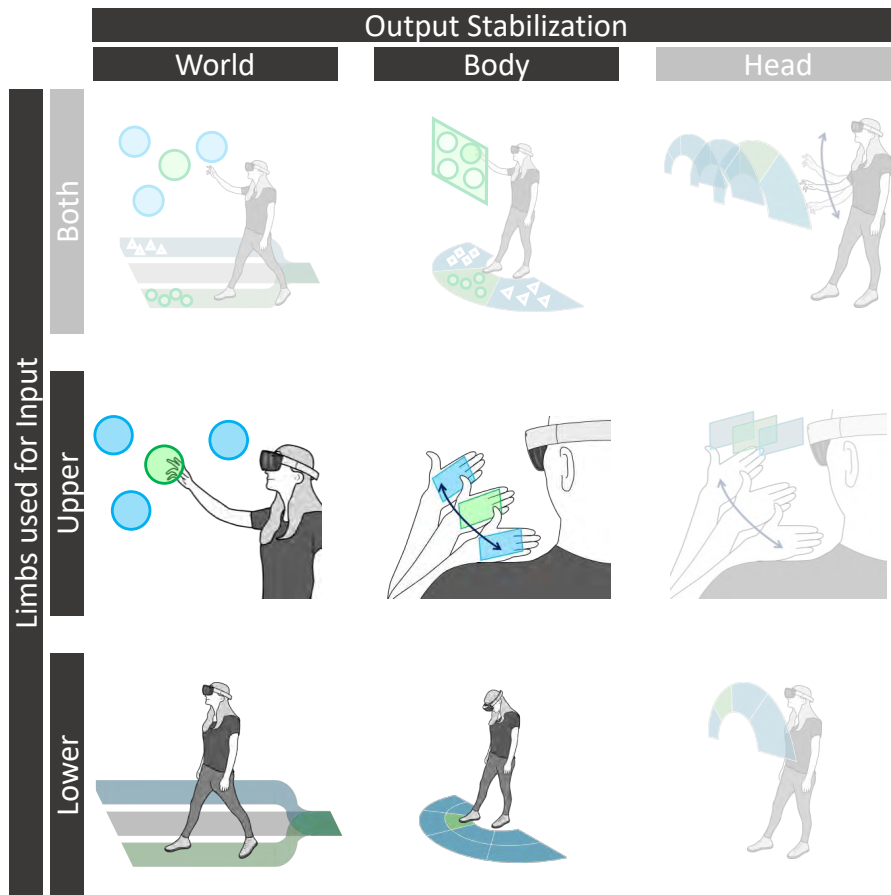 Output Stabilization
World
Body
Head
Limbs used for Input
Both
Upper
Lower